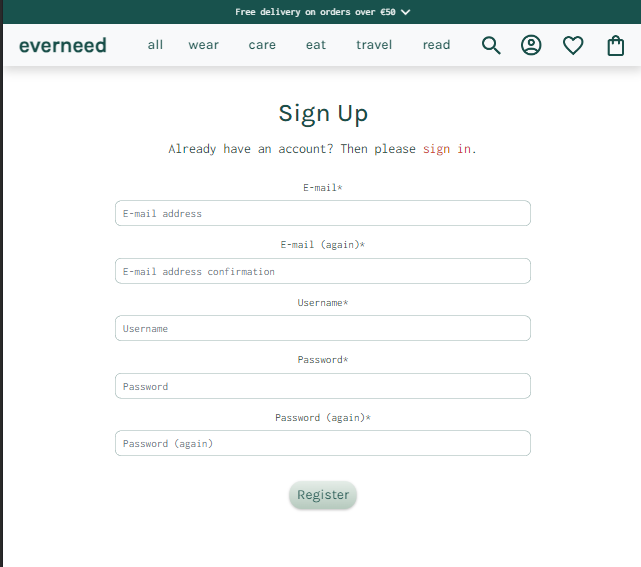 Free delivery on orders over €50
everneed all wear care eat travel read
Sign Up
Already have an account? Then please sign in.
E-mail*
E-mail address
E-mail (again)*
E-mail address confirmation
Username*
Username
Password*
Password
Password (again)*
Password (again)
Register